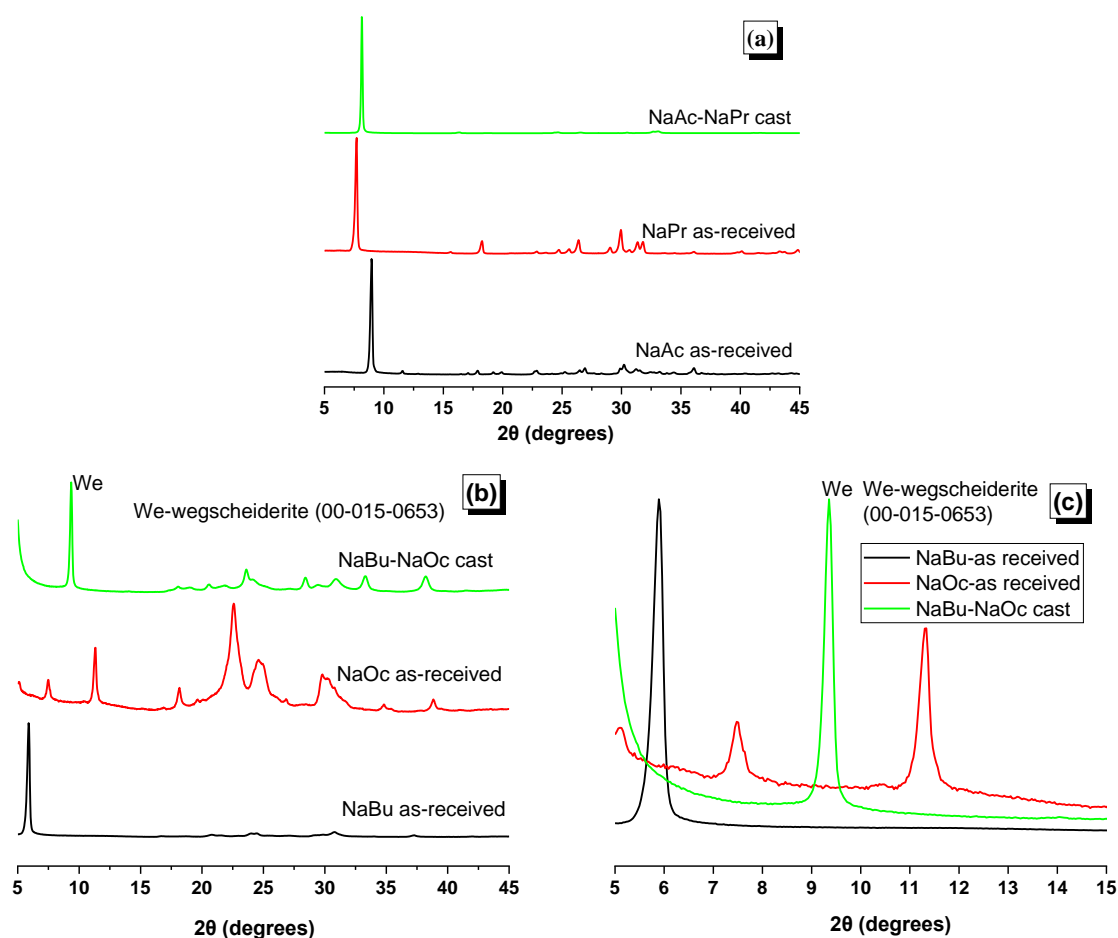 (a)
NaAc-NaPr cast
NaPr as-received
NaAc as-received
5 10 15 20 25 30 35 40 45
2θ (degrees)
We
(b)
We-wegscheiderite (00-015-0653)
NaBu-NaOc cast
NaOc as-received
NaBu as-received
5 10 15 20 25 30 35 40 45
2θ (degrees)
We We-wegscheiderite
(00-015-0653)
(c)
NaBu-as received
NaOc-as received
NaBu-NaOc cast
5 6 7 8 9 10 11 12 13 14 15
2θ (degrees)